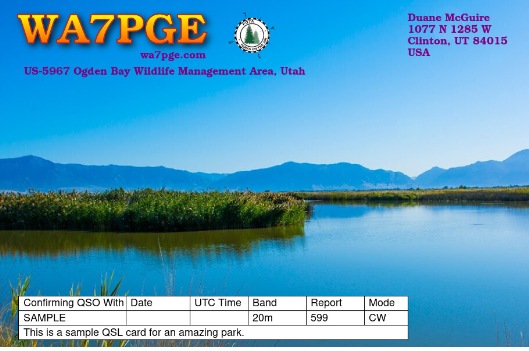 WA7PGE
wa7pge.com
US-5967 Ogden Bay Wildlife Management Area, Utah
Duane McGuire
1077 N 1285 W
Clinton, UT 84015
USA
Confirming QSO With Date UTC Time Band Report Mode
SAMPLE 20m 599 CW
This is a sample QSL card for an amazing park.